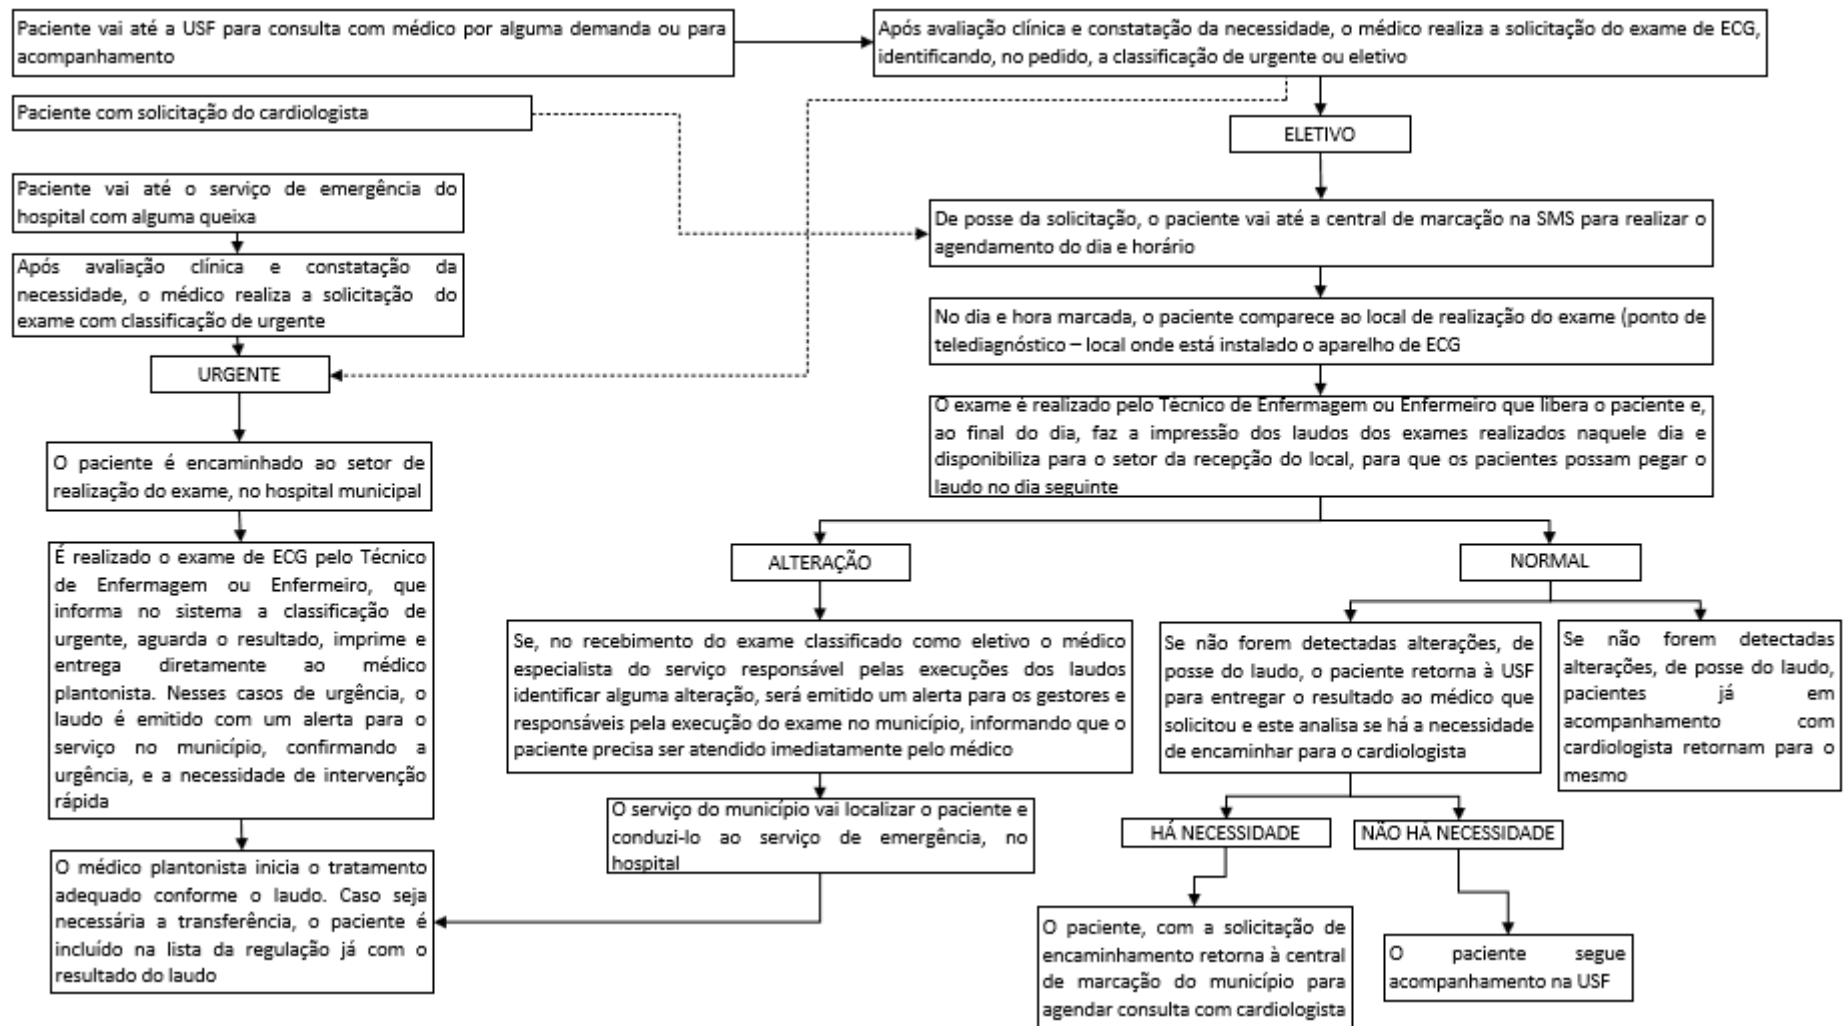 Paciente vai até a USF para consulta com médico por alguma demanda ou para
acompanhamento
Após avaliação clínica e constatação da necessidade, o médico realiza a solicitação do exame de ECG,
identificando, no pedido, a classificação de urgente ou eletivo
Paciente com solicitação do cardiologista
ELETIVO
Paciente vai até o serviço de emergência do
hospital com alguma queixa
De posse da solicitação, o paciente vai até a central de marcação na SMS para realizar o
agendamento do dia e horário
Após avaliação clínica e constatação da
necessidade, o médico realiza a solicitação do
exame com classificação de urgente
No dia e hora marcada, o paciente comparece ao local de realização do exame (ponto de
telediagnóstico – local onde está instalado o aparelho de ECG
URGENTE
O exame é realizado pelo Técnico de Enfermagem ou Enfermeiro que libera o paciente e,
ao final do dia, faz a impressão dos laudos dos exames realizados naquele dia e
disponibiliza para o setor da recepção do local, para que os pacientes possam pegar o
laudo no dia seguinte
O paciente é encaminhado ao setor de
realização do exame, no hospital municipal
É realizado o exame de ECG pelo Técnico
de Enfermagem ou Enfermeiro, que
informa no sistema a classificação de
urgente, aguarda o resultado, imprime e
entrega diretamente ao médico
plantonista. Nesses casos de urgência, o
laudo é emitido com um alerta para o
serviço no município, confirmando a
urgência, e a necessidade de intervenção
rápida
ALTERAÇÃO
NORMAL
Se, no recebimento do exame classificado como eletivo o médico
especialista do serviço responsável pelas execuções dos laudos
identificar alguma alteração, será emitido um alerta para os gestores e
responsáveis pela execução do exame no município, informando que o
paciente precisa ser atendido imediatamente pelo médico
Se não forem detectadas alterações, de
posse do laudo, o paciente retorna à USF
para entregar o resultado ao médico que
solicitou e este analisa se há a necessidade
de encaminhar para o cardiologista
Se não forem detectadas
alterações, de posse do laudo,
pacientes já em
acompanhamento com
cardiologista retornam para o
mesmo
O serviço do município vai localizar o paciente e
conduzi-lo ao serviço de emergência, no
hospital
HÁ NECESSIDADE
NÃO HÁ NECESSIDADE
O médico plantonista inicia o tratamento
adequado conforme o laudo. Caso seja
necessária a transferência, o paciente é
incluído na lista da regulação já com o
resultado do laudo
O paciente, com a solicitação de
encaminhamento retorna à central
de marcação do município para
agendar consulta com cardiologista
O paciente segue
acompanhamento na USF